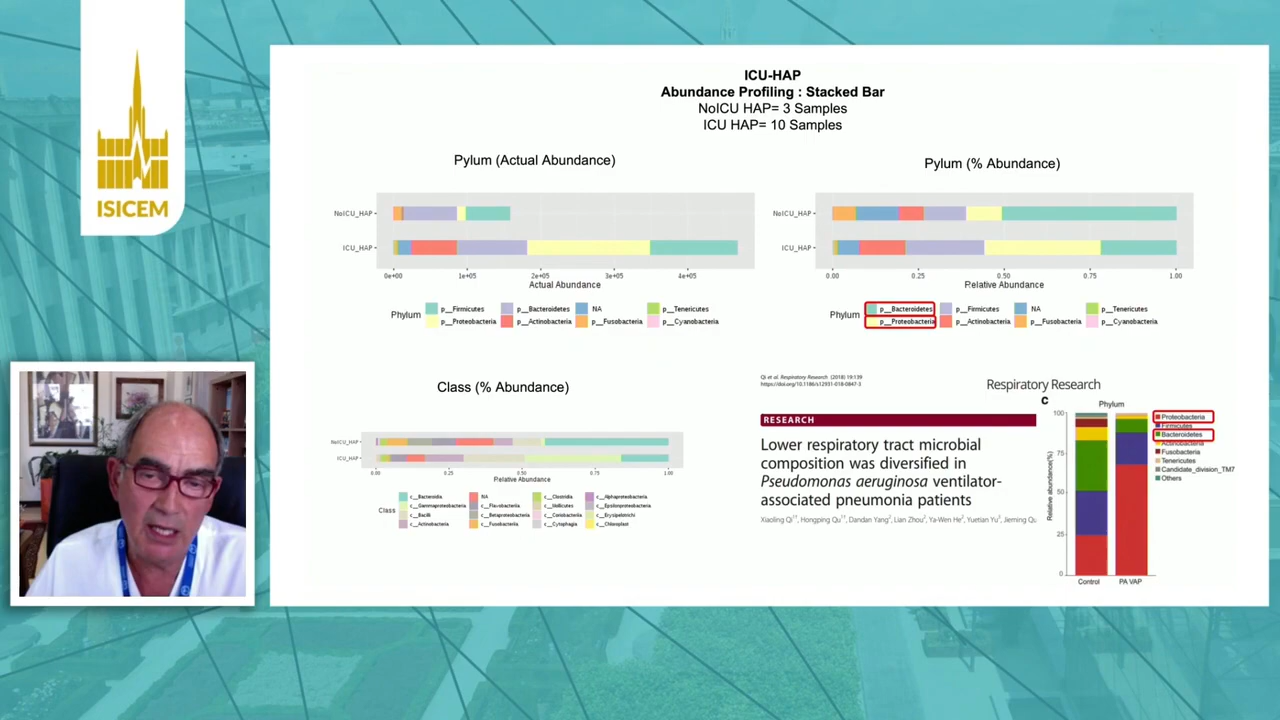 ISICEM
ICU-HAP
Abundance Profiling : Stacked Bar
NoICU HAP= 3 Samples
ICU HAP= 10 Samples
Pylum (Actual Abundance)
NoICU_HAP
ICU_HAP
0e+00 1e+05 2e+05 3e+05 4e+05
Actual Abundance
Phylum
p__Firmicutes p__Bacteroidetes NA p__Tenericutes
p__Proteobacteria p__Actinobacteria p__Fusobacteria p__Cyanobacteria
Pylum (% Abundance)
NoICU_HAP
ICU_HAP
0.00 0.25 0.50 0.75 1.00
Relative Abundance
Phylum
p__Bacteroidetes p__Firmicutes NA p__Tenericutes
p__Proteobacteria p__Actinobacteria p__Fusobacteria p__Cyanobacteria
Class (% Abundance)
NoICU_HAP
ICU_HAP
0.00 0.25 0.50 0.75 1.00
Relative Abundance
Class
c__Bacteroidia NA c__Clostridia c__Alphaproteobacteria
c__Gammaproteobacteria c__Flavobacteriia c__Mollicutes c__Epsilonproteobacteria
c__Bacilli c__Betaproteobacteria c__Coriobacteriia c__Erysipelotrichi
c__Actinobacteria c__Fusobacteriia c__Cytophagia c__Chloroplast
Qi et al. Respiratory Research (2018) 19:139
https://doi.org/10.1186/s12931-018-0847-3
Respiratory Research
RESEARCH
Lower respiratory tract microbial
composition was diversified in
Pseudomonas aeruginosa ventilator-
associated pneumonia patients
Xiaoling Qi1†, Hongping Qu1†, Dandan Yang1, Lian Zhou2, Ya-Wen He2, Yuetian Yu3, Jieming Qu
C
Phylum
Relative abundance(%)
100
75
50
25
0
Control PA VAP
Proteobacteria
Firmicutes
Bacteroidetes
Actinobacteria
Fusobacteria
Tenericutes
Candidate_division_TM7
Others